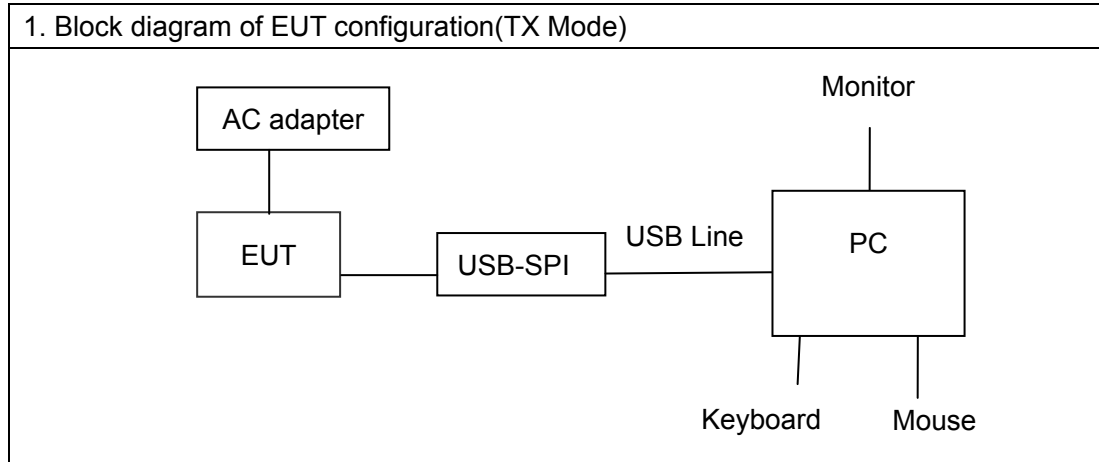 1. Block diagram of EUT configuration(TX Mode)
Monitor
AC adapter
EUT
USB-SPI
USB Line
PC
Keyboard
Mouse